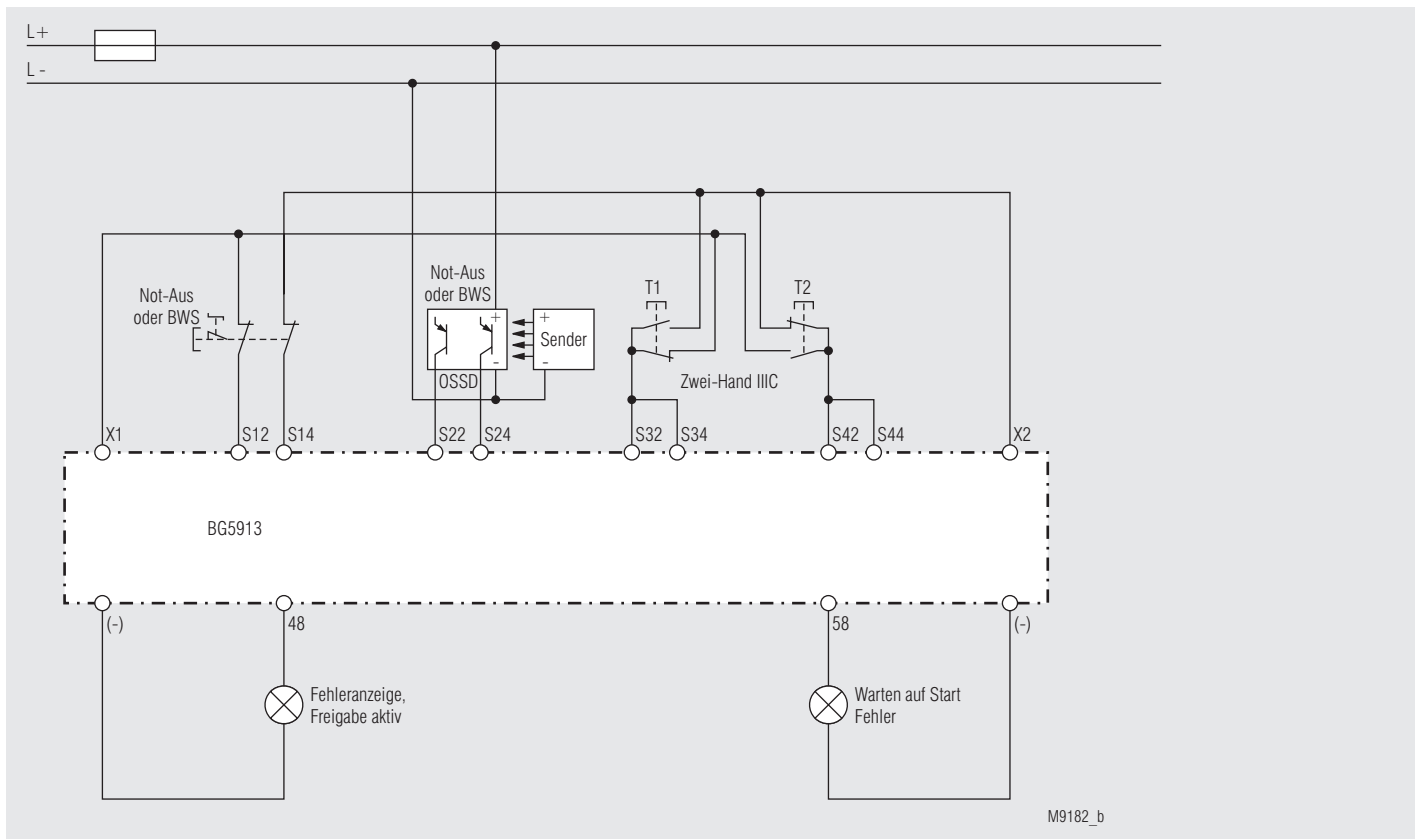 L+
L -
Not-Aus
oder BWS
Not-Aus
oder BWS
+
-
OSSD
+
Sender
-
T1
T2
Zwei-Hand IIIC
X1
S12
S14
S22
S24
S32
S34
S42
S44
X2
BG5913
(-)
48
58
(-)
Fehleranzeige,
Freigabe aktiv
Warten auf Start
Fehler
M9182_b